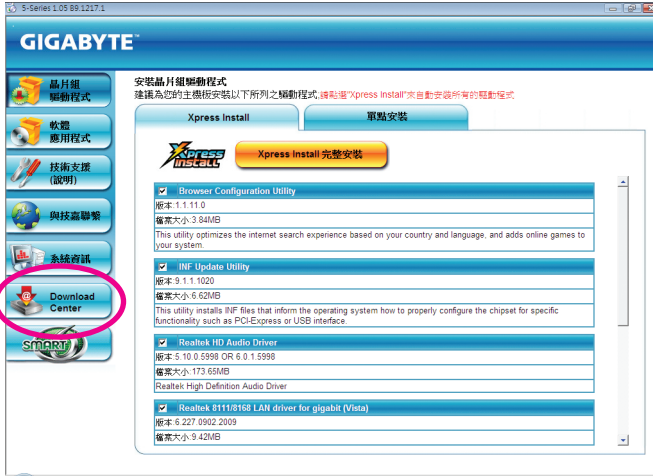 5-Series 1.05 B9.1217.1
GIGABYTE™
晶片組
驅動程式
軟體
應用程式
技術支援
(說明)
與技嘉聯繫
系統資訊
Download
Center
SMART
安裝晶片組驅動程式
建議為您的主機板安裝以下所列之驅動程式;請點選"Xpress Install"來自動安裝所有的驅動程式
Xpress Install
單點安裝
Xpress
Install
Xpress Install 完整安裝
Browser Configuration Utility
版本:1.1.11.0
檔案大小:3.84MB
This utility optimizes the internet search experience based on your country and language, and adds online games to
your system.
INF Update Utility
版本:9.1.1.1020
檔案大小:6.62MB
This utility installs INF files that inform the operating system how to properly configure the chipset for specific
functionality such as PCI-Express or USB interface.
Realtek HD Audio Driver
版本:5.10.0.5998 OR 6.0.1.5998
檔案大小:173.65MB
Realtek High Definition Audio Driver
Realtek 8111/8168 LAN driver for gigabit (Vista)
版本:6.227.0902.2009
檔案大小:9.42MB